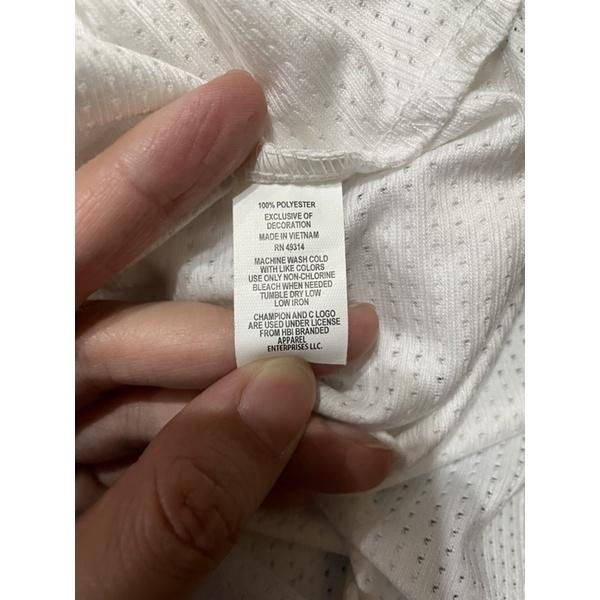 100% POLYESTER
EXCLUSIVE OF
DECORATION
MADE IN VIETNAM
RN 49314
MACHINE WASH COLD
WITH LIKE COLORS
USE ONLY NON-CHLORINE
BLEACH WHEN NEEDED
TUMBLE DRY LOW
LOW IRON
CHAMPION AND C LOGO
ARE USED UNDER LICENSE
FROM HBI BRANDED
APPAREL
ENTERPRISES LLC.